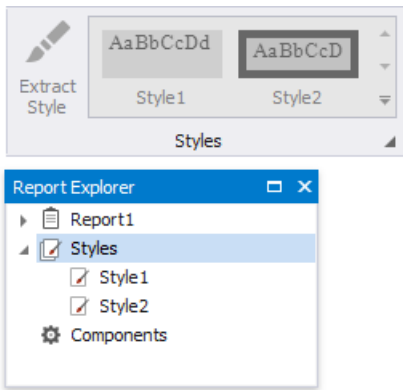 AaBbCcDd AaBbCcD
Extract
Style
Style1 Style2
Styles
Report Explorer
Report1
Styles
Style1
Style2
Components